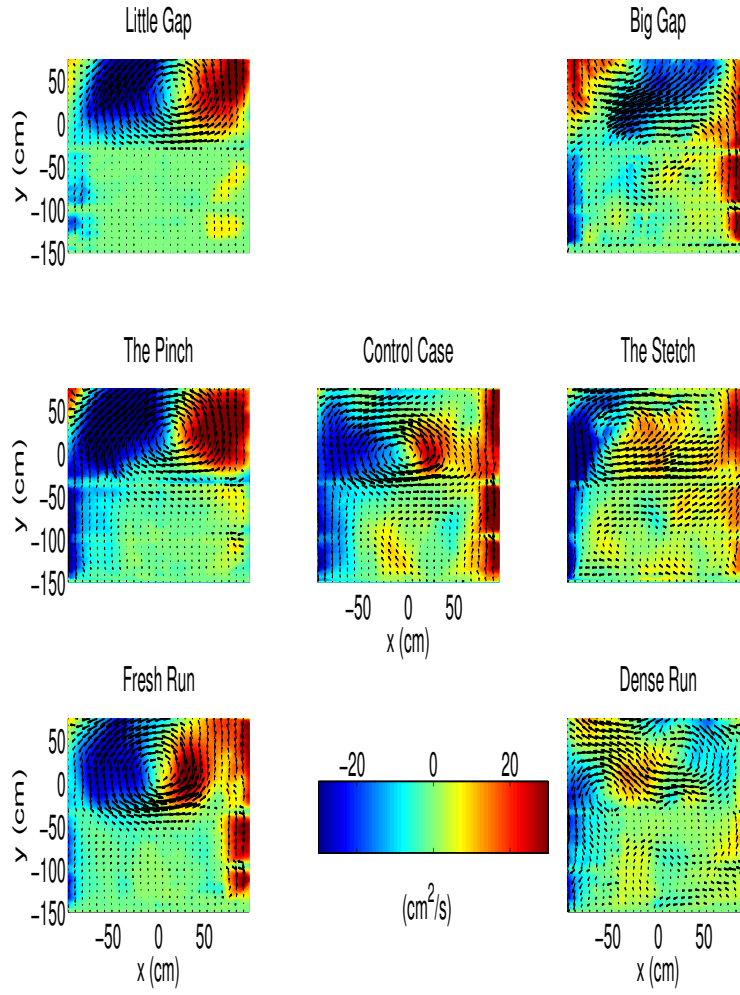 Little Gap
Big Gap
50
0
−50
−100
−150
y (cm)
The Pinch
Control Case
The Stetch
50
0
−50
−100
−150
y (cm)
−50 0 50
x (cm)
Fresh Run
Dense Run
50
0
−50
−100
−150
y (cm)
−50 0 50
x (cm)
−20 0 20
(cm²/s)
−50 0 50
x (cm)